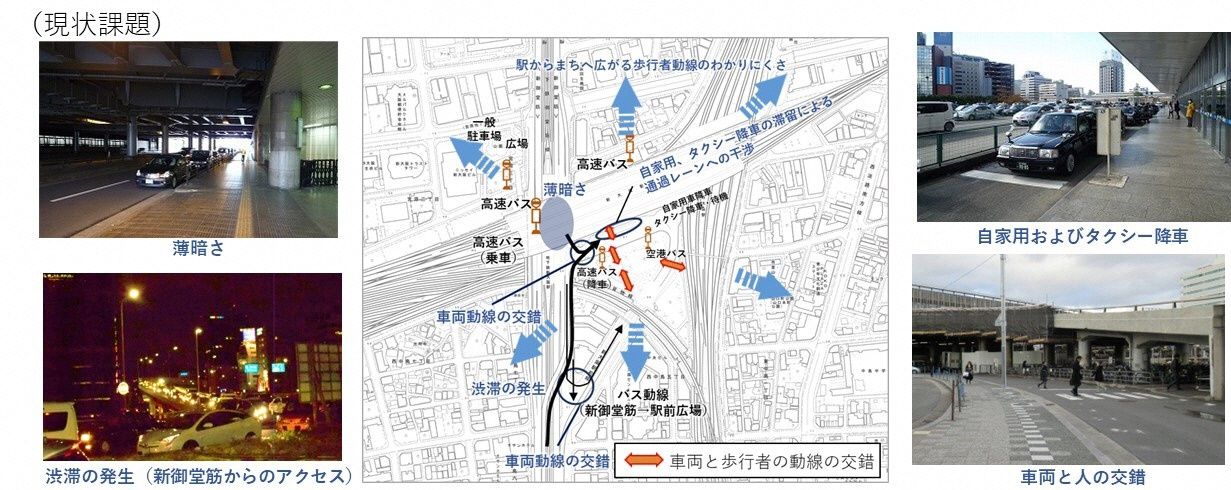 （現状課題）
薄暗さ
渋滞の発生（新御堂筋からのアクセス）
駅からまちへ広がる歩行者動線のわかりにくさ
一般
駐車場
広場
高速バス
自家用、タクシー降車の滞留による
通過レーンへの干渉
薄暗さ
高速バス
自家用車降車
タクシー降車・待機
高速バス
（乗車）
空港バス
高速バス
（降車）
車両動線の交錯
渋滞の発生
バス動線
（新御堂筋→駅前広場）
車両動線の交錯
車両と歩行者の動線の交錯
自家用およびタクシー降車
車両と人の交錯